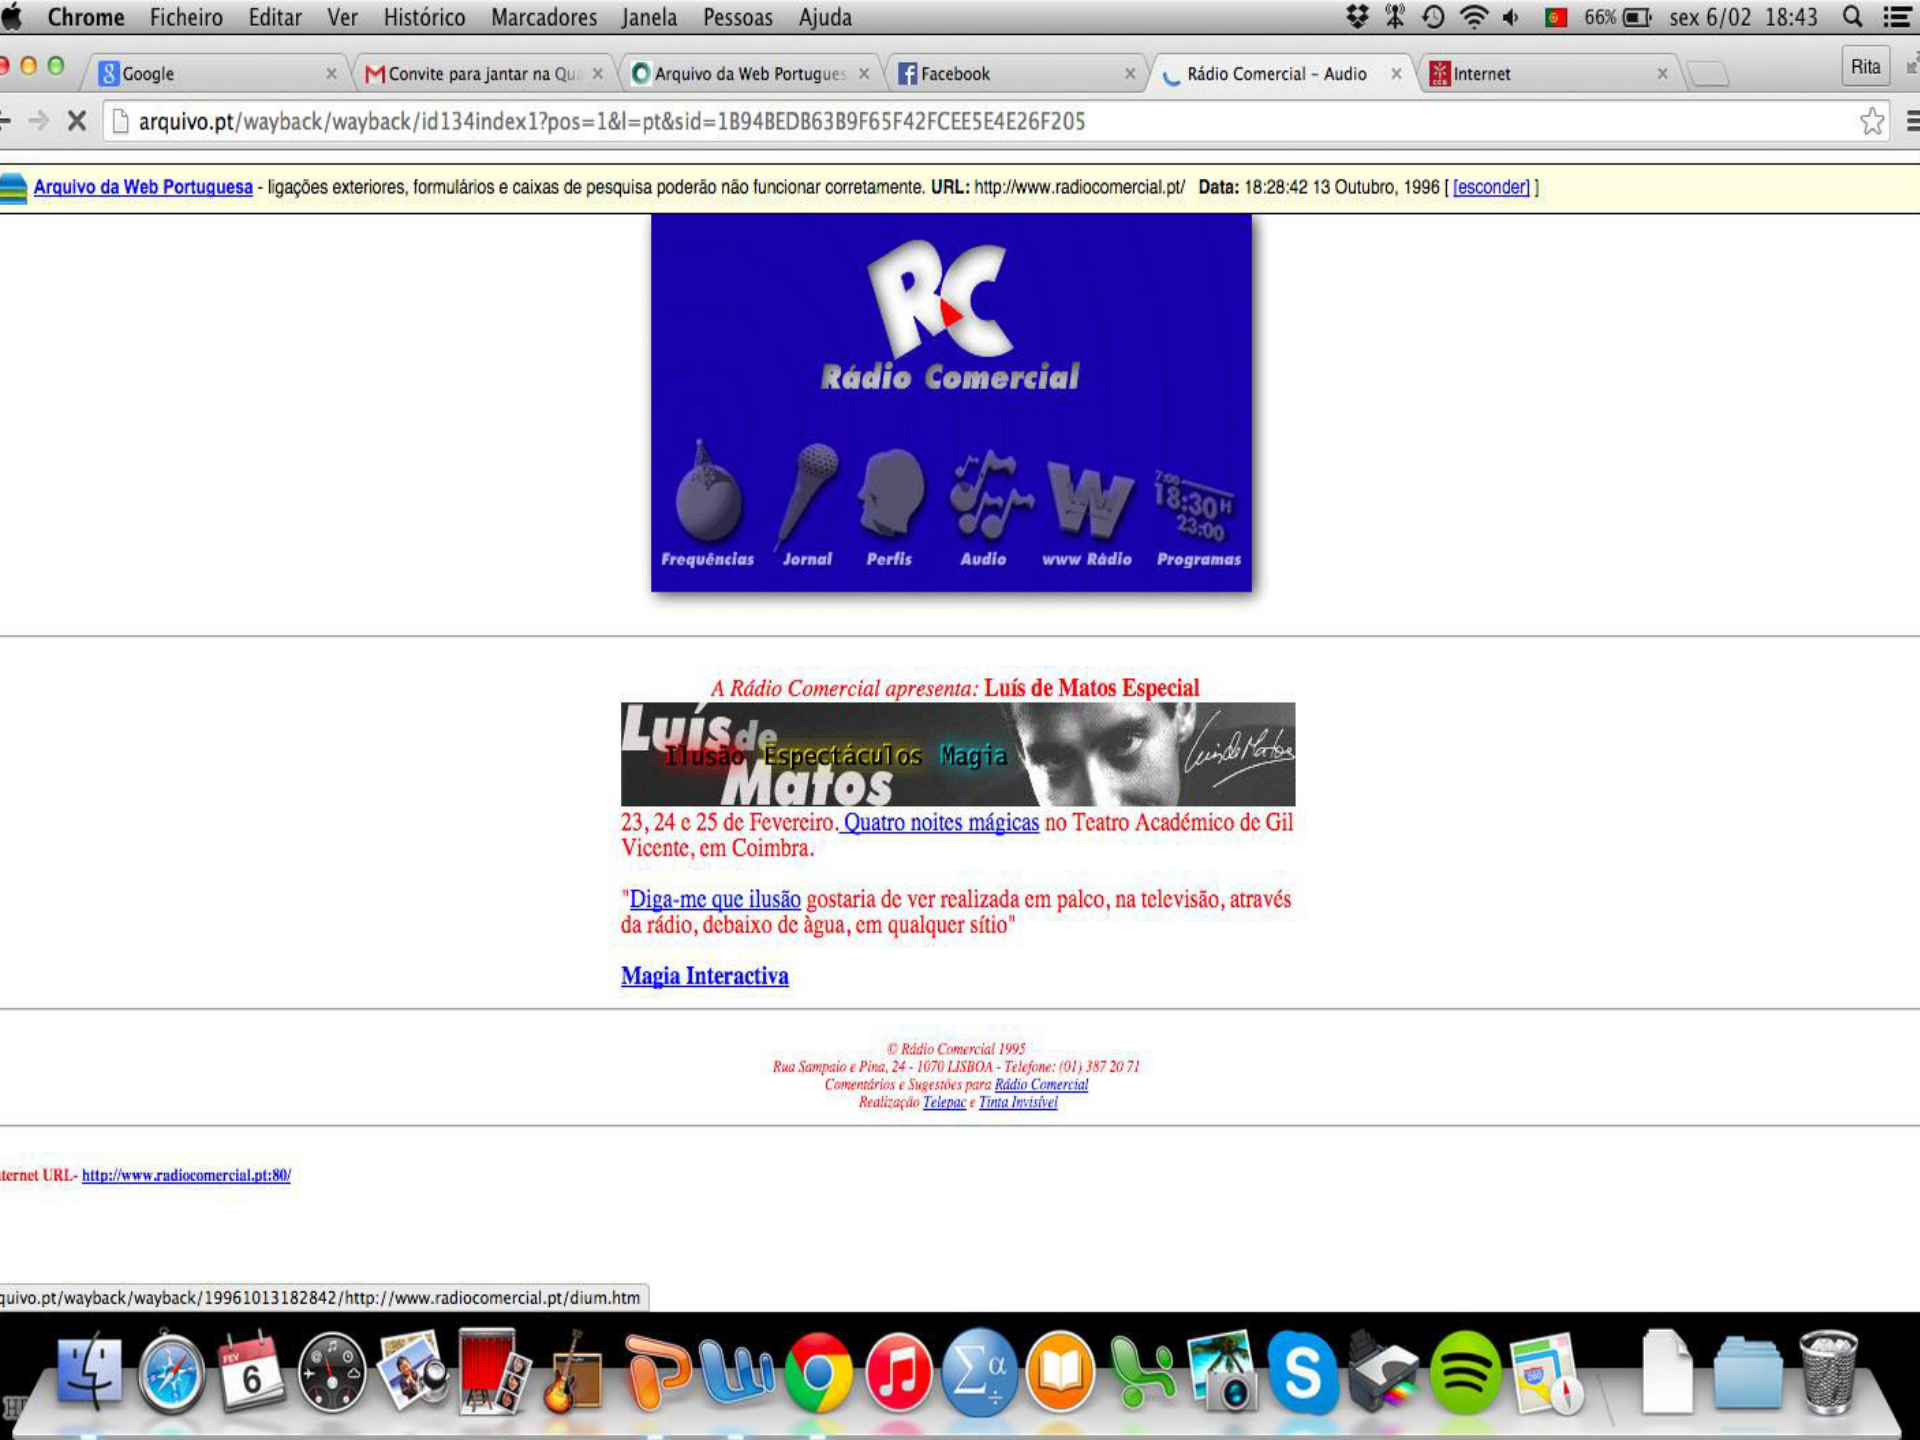 Chrome Ficheiro Editar Ver Histórico Marcadores Janela Pessoas Ajuda 66% sex 6/02 18:43
Google Convite para jantar na Qua Arquivo da Web Portugues Facebook Rádio Comercial – Audio Internet Rita
arquivo.pt/wayback/wayback/id134index1?pos=1&l=pt&sid=1B94BEDB63B9F65F42FCEE5E4E26F205
Arquivo da Web Portuguesa - ligações exteriores, formulários e caixas de pesquisa poderão não funcionar corretamente. URL: http://www.radiocomercial.pt/ Data: 18:28:42 13 Outubro, 1996 [ [esconder] ]
RC
Rádio Comercial
7:00
18:30H
23:00
Frequências Jornal Perfis Audio www Rádio Programas
A Rádio Comercial apresenta: Luís de Matos Especial
Luís de
Ilusão Espectáculos Magia
Matos
Luis de Matos
23, 24 e 25 de Fevereiro. Quatro noites mágicas no Teatro Académico de Gil
Vicente, em Coimbra.
"Diga-me que ilusão gostaria de ver realizada em palco, na televisão, através
da rádio, debaixo de àgua, em qualquer sítio"
Magia Interactiva
© Rádio Comercial 1995
Rua Sampaio e Pina, 24 - 1070 LISBOA - Telefone: (01) 387 20 71
Comentários e Sugestões para Rádio Comercial
Realização Telepac e Tinta Invisível
ternet URL- http://www.radiocomercial.pt:80/
quivo.pt/wayback/wayback/19961013182842/http://www.radiocomercial.pt/dium.htm
FEV
6